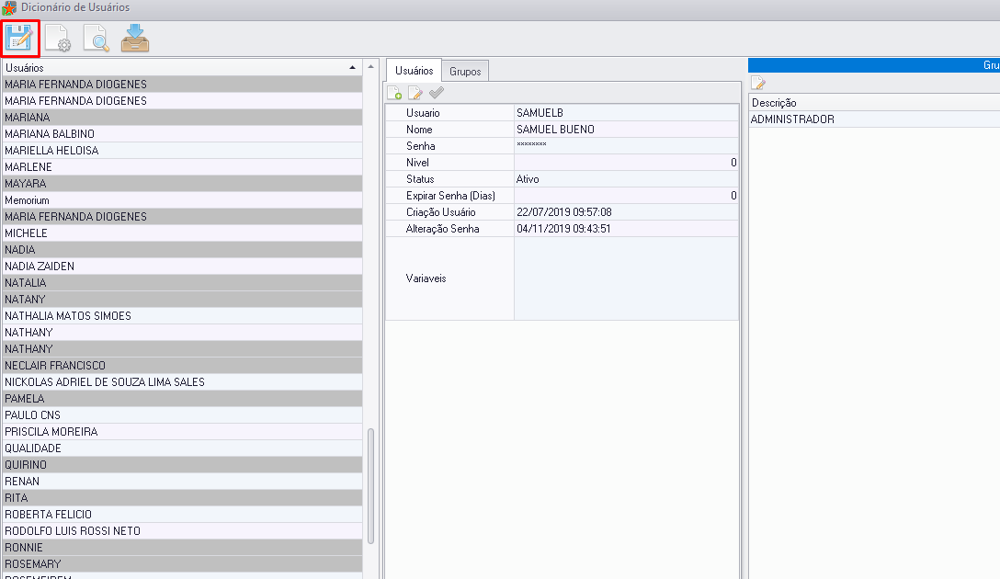 Dicionário de Usuários
Usuários
MARIA FERNANDA DIOGENES
MARIA FERNANDA DIOGENES
MARIANA
MARIANA BALBINO
MARIELLA HELOISA
MARLENE
MAYARA
Memorium
MARIA FERNANDA DIOGENES
MICHELE
NADIA
NADIA ZAIDEN
NATALIA
NATANY
NATHALIA MATOS SIMOES
NATHANY
NATHANY
NECLAIR FRANCISCO
NICKOLAS ADRIEL DE SOUZA LIMA SALES
PAMELA
PAULO CNS
PRISCILA MOREIRA
QUALIDADE
QUIRINO
RENAN
RITA
ROBERTA FELICIO
RODOLFO LUIS ROSSI NETO
RONNIE
ROSEMARY
Usuários Grupos
Usuario SAMUELB
Nome SAMUEL BUENO
Senha ××××××××
Nivel 0
Status Ativo
Expirar Senha (Dias) 0
Criação Usuário 22/07/2019 09:57:08
Alteração Senha 04/11/2019 09:43:51
Variaveis
Gru
Descrição
ADMINISTRADOR